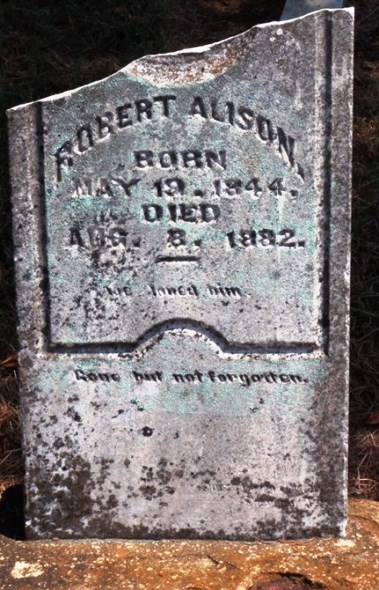 ROBERT ALISON,
BORN
MAY 19. 1844.
DIED
AUG. 8. 1882.
We loved him.
Gone but not forgotten.